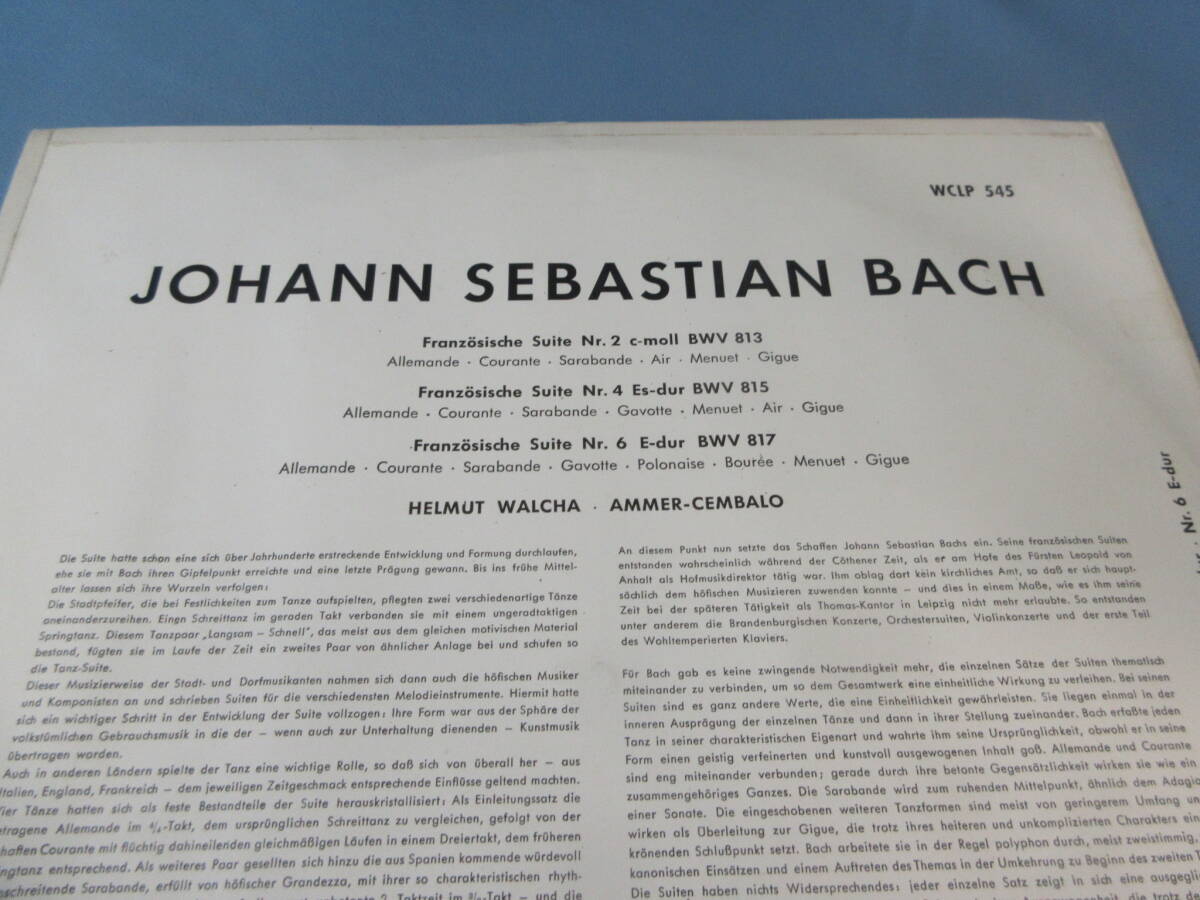 WCLP 545
JOHANN SEBASTIAN BACH
Französische Suite Nr. 2 c-moll BWV 813
Allemande · Courante · Sarabande · Air · Menuet · Gigue
Französische Suite Nr. 4 Es-dur BWV 815
Allemande · Courante · Sarabande · Gavotte · Menuet · Air · Gigue
Französische Suite Nr. 6 E-dur BWV 817
Allemande · Courante · Sarabande · Gavotte · Polonaise · Bourée · Menuet · Gigue
HELMUT WALCHA · AMMER-CEMBALO
Die Suite hatte schon eine sich über Jahrhunderte erstreckende Entwicklung und Formung durchlaufen,
ehe sie mit Bach ihren Gipfelpunkt erreichte und eine letzte Prägung gewann. Bis ins frühe Mittel-
alter lassen sich ihre Wurzeln verfolgen:
Die Stadtpfeifer, die bei Festlichkeiten zum Tanze aufspielten, pflegten zwei verschiedenartige Tänze
aneinanderzureihen. Einen Schreittanz im geraden Takt verbanden sie mit einem ungeradtaktigen
Springtanz. Diesem Tanzpaar „Langsam – Schnell", das meist aus dem gleichen motivischen Material
bestand, fügten sie im Laufe der Zeit ein zweites Paar von ähnlicher Anlage bei und schufen so
die Tanz-Suite.
Dieser Musizierweise der Stadt- und Dorfmusikanten nahmen sich dann auch die höfischen Musiker
und Komponisten an und schrieben Suiten für die verschiedensten Melodieinstrumente. Hiermit hatte
sich ein wichtiger Schritt in der Entwicklung der Suite vollzogen: Ihre Form war aus der Sphäre der
volkstümlichen Gebrauchsmusik in die der – wenn auch zur Unterhaltung dienenden – Kunstmusik
übertragen worden.
Auch in anderen Ländern spielte der Tanz eine wichtige Rolle, so daß sich von überall her – aus
Italien, England, Frankreich – dem jeweiligen Zeitgeschmack entsprechende Einflüsse geltend machten.
Vier Tänze hatten sich als feste Bestandteile der Suite herauskristallisiert: Als Einleitungssatz die
tragene Allemande im 4/4-Takt, dem ursprünglichen Schreittanz zu vergleichen, gefolgt von der
haften Courante mit flüchtig dahineilenden gleichmäßigen Läufen in einem Dreiertakt, dem früheren
ingtanz entsprechend. Als weiteres Paar gesellten sich hinzu die aus Spanien kommende würdevoll
schreitende Sarabande, erfüllt von höfischer Grandezza, mit ihrer so charakteristischen rhyth-
2. Taktzeit im 3/2-Takt – und die
An diesem Punkt nun setzte das Schaffen Johann Sebastian Bachs ein. Seine französischen Suiten
entstanden wahrscheinlich während der Cöthener Zeit, als er am Hofe des Fürsten Leopold von
Anhalt als Hofmusikdirektor tätig war. Ihm oblag dort kein kirchliches Amt, so daß er sich haupt-
sächlich dem höfischen Musizieren zuwenden konnte – und dies in einem Maße, wie es ihm seine
Zeit bei der späteren Tätigkeit als Thomas-Kantor in Leipzig nicht mehr erlaubte. So entstanden
unter anderem die Brandenburgischen Konzerte, Orchestersuiten, Violinkonzerte und der erste Teil
des Wohltemperierten Klaviers.
Für Bach gab es keine zwingende Notwendigkeit mehr, die einzelnen Sätze der Suiten thematisch
miteinander zu verbinden, um so dem Gesamtwerk eine einheitliche Wirkung zu verleihen. Bei seinen
Suiten sind es ganz andere Werte, die eine Einheitlichkeit gewährleisten. Sie liegen einmal in der
inneren Ausprägung der einzelnen Tänze und dann in ihrer Stellung zueinander. Bach erfaßte jeden
Tanz in seiner charakteristischen Eigenart und wahrte ihm seine Ursprünglichkeit, obwohl er in seine
Form einen geistig verfeinerten und kunstvoll ausgewogenen Inhalt goß. Allemande und Courante
sind eng miteinander verbunden; gerade durch ihre betonte Gegensätzlichkeit wirken sie wie ein
zusammengehöriges Ganzes. Die Sarabande wird zum ruhenden Mittelpunkt, ähnlich dem Adagio
einer Sonate. Die eingeschobenen weiteren Tanzformen sind meist von geringerem Umfang un
wirken als Überleitung zur Gigue, die trotz ihres heiteren und unkomplizierten Charakters ein
krönenden Schlußpunkt setzt. Bach arbeitete sie in der Regel polyphon durch, meist zweistimmig,
kanonischen Einsätzen und einem Auftreten des Themas in der Umkehrung zu Beginn des zweiten T
Die Suiten haben nichts Widersprechendes: jeder einzelne Satz zeigt in sich eine ausgegli
Nr. 6 E-dur